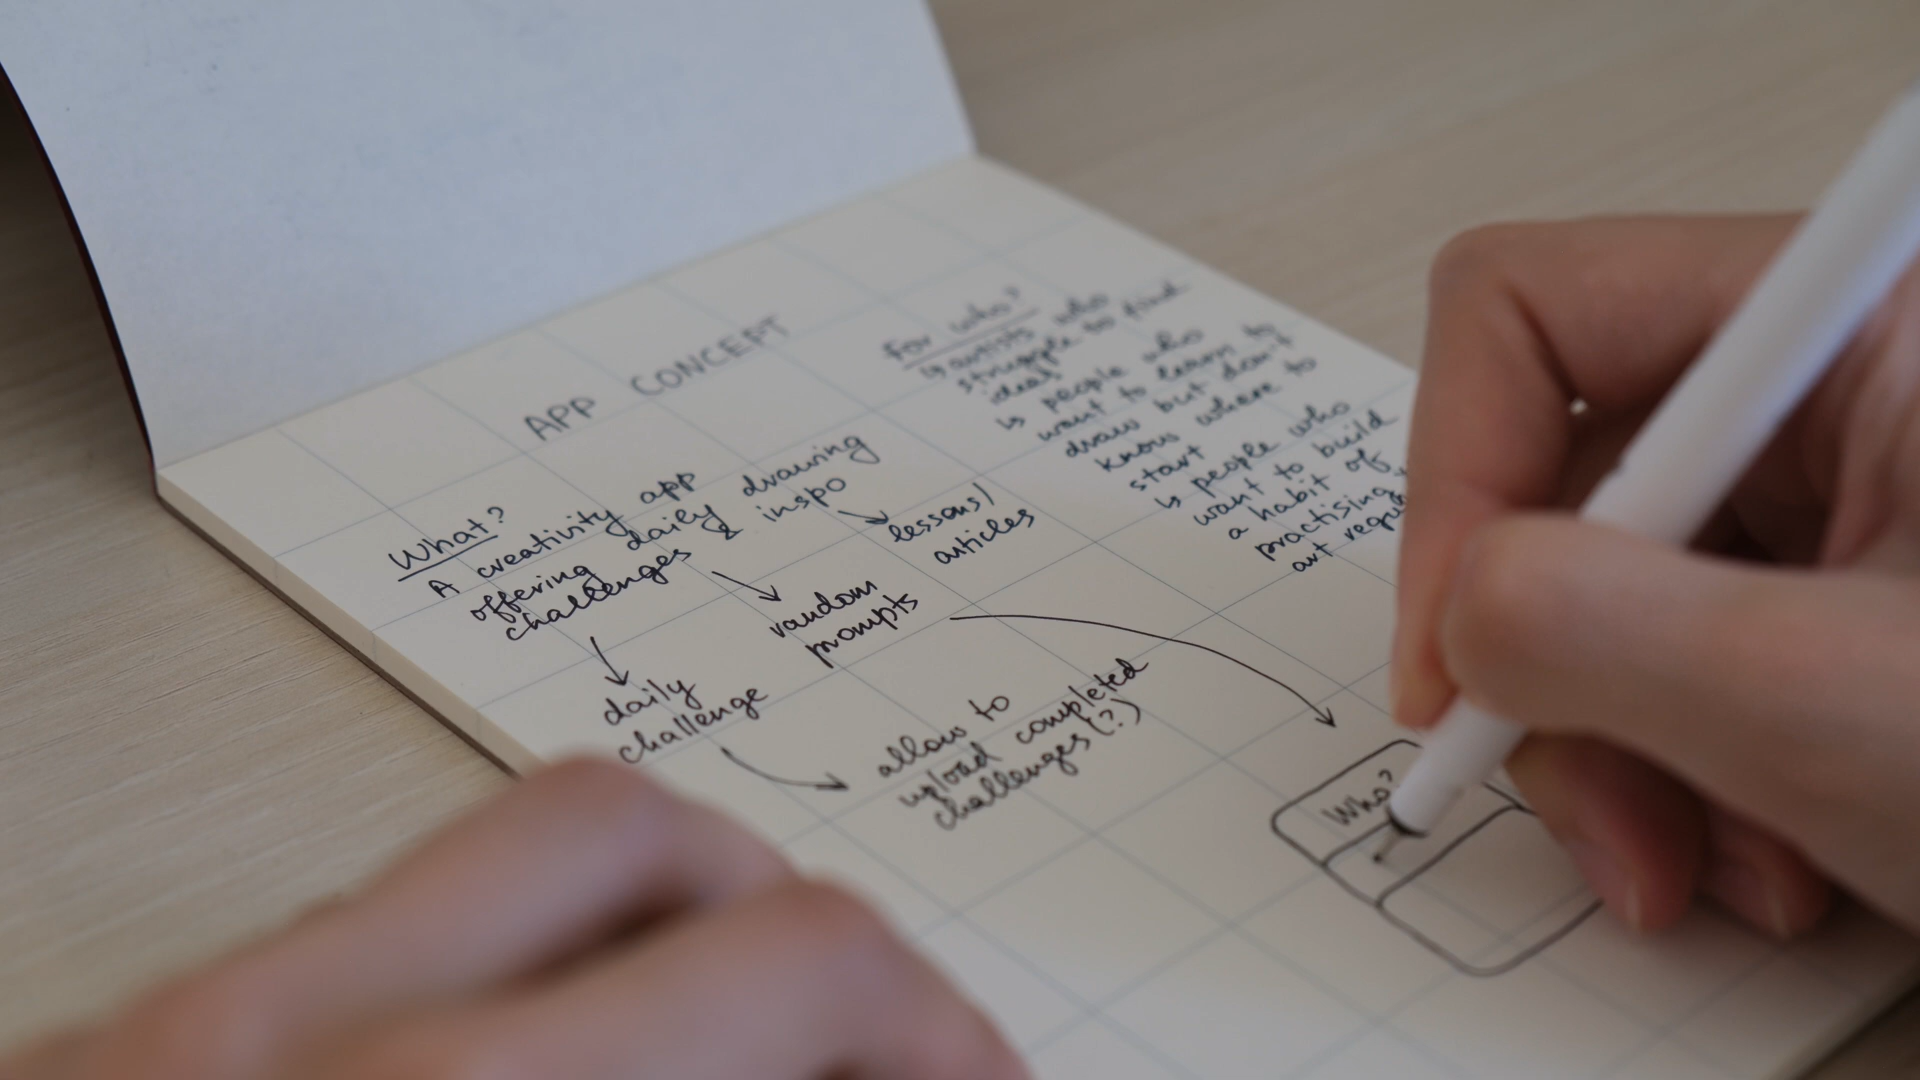 APP CONCEPT
What?
A creativity app
offering daily drawing
challenges & inspo
daily
challenge
random
prompts
lessons/
articles
allow to
upload completed
challenges (?)
For who?
↳ artists who
struggle to find
ideas
↳ people who
want to learn to
draw but don't
know where to
start
↳ people who
want to build
a habit of
practising
art
Who?